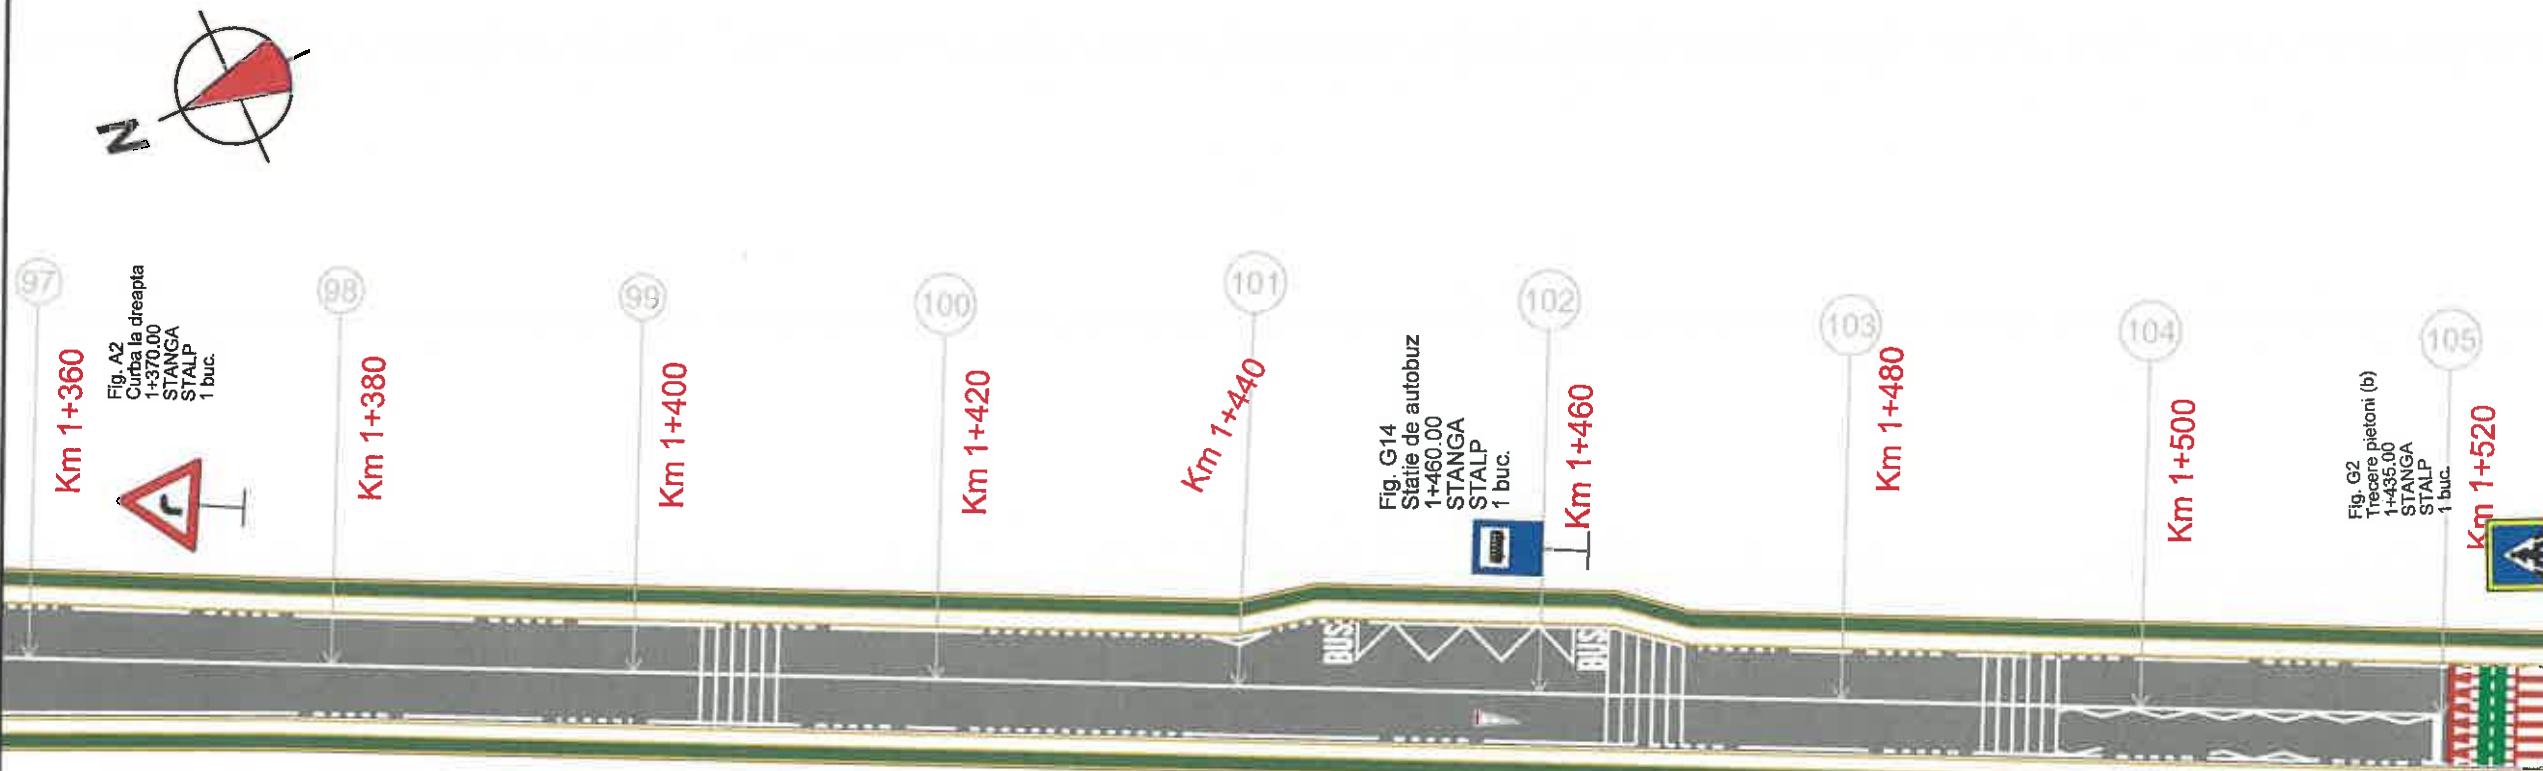 N
97
Km 1+360
Fig. A2
Curba la dreapta
1+370.00
STANGA
STALP
1 buc.
98
Km 1+380
99
Km 1+400
100
Km 1+420
101
Km 1+440
Fig. G14
Statie de autobuz
1+460.00
STANGA
STALP
1 buc.
102
Km 1+460
BUS
BUS
103
Km 1+480
104
Km 1+500
Fig. G2
Trecere pietoni (b)
1+435.00
STANGA
STALP
1 buc.
105
Km 1+520